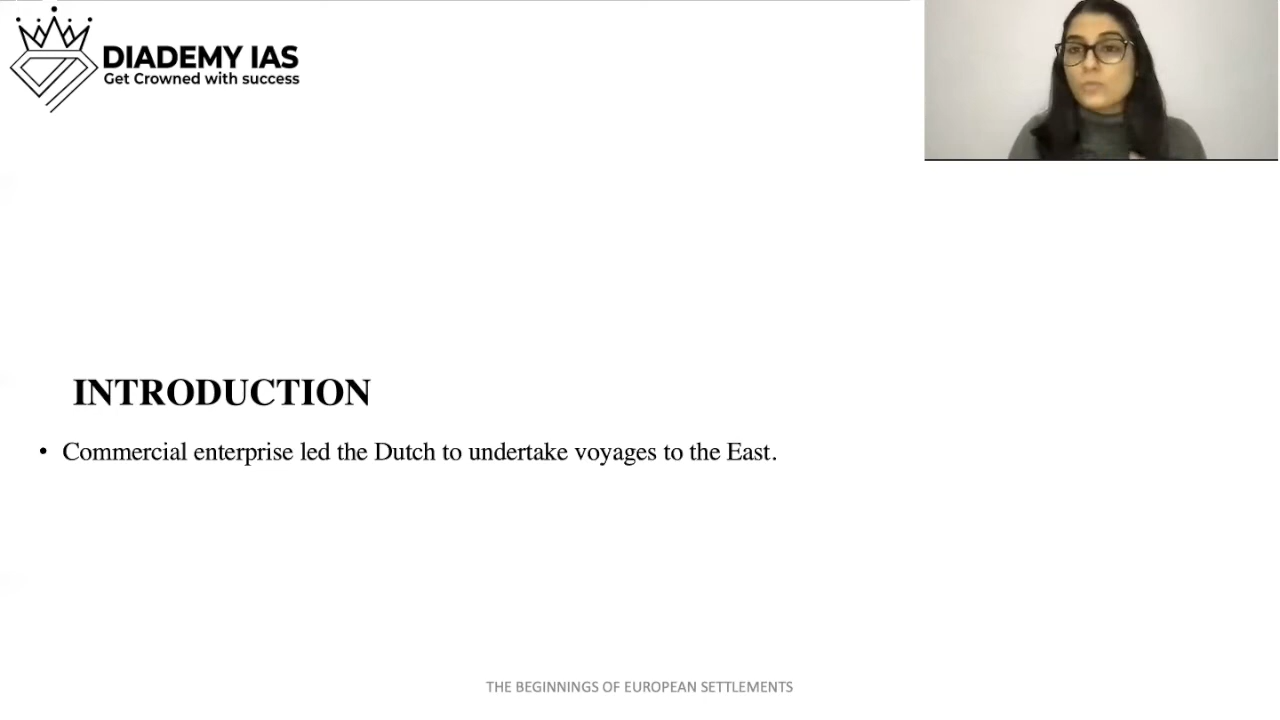 DIADEMY IAS
Get Crowned with success
INTRODUCTION
• Commercial enterprise led the Dutch to undertake voyages to the East.
THE BEGINNINGS OF EUROPEAN SETTLEMENTS